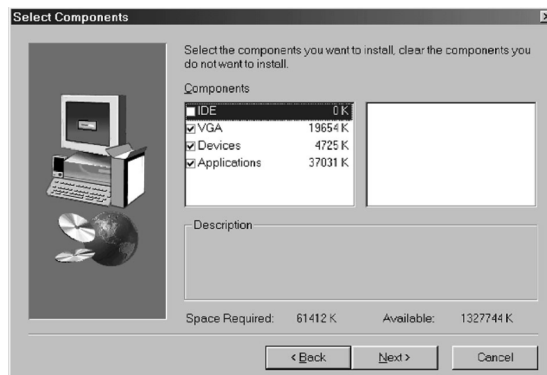 Select Components
Select the components you want to install, clear the components you
do not want to install.
Components
IDE 0 K
VGA 19654 K
Devices 4725 K
Applications 37031 K
Description
Space Required: 61412 K Available: 1327744 K
< Back Next > Cancel